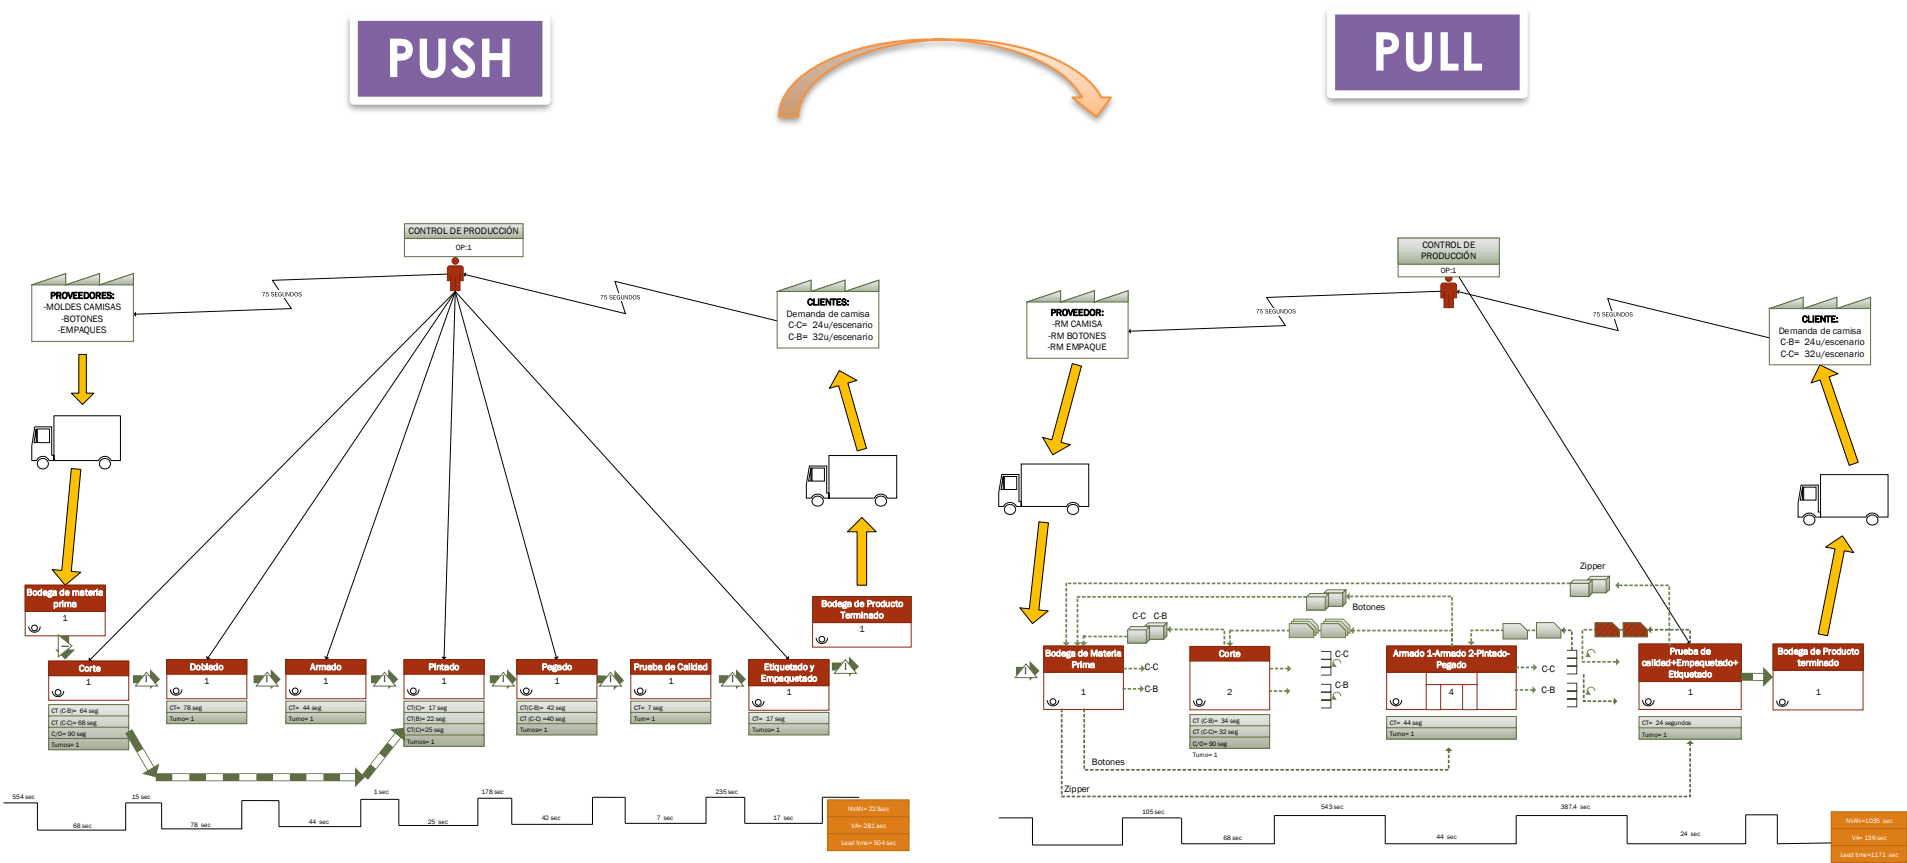 PUSH
PULL
CONTROL DE PRODUCCIÓN
OP:1
PROVEEDORES:
-MOLDES CAMISAS
-BOTONES
-EMPAQUES
75 SEGUNDOS
75 SEGUNDOS
CLIENTES:
Demanda de camisa
C-C= 24u/escenario
C-B= 32u/escenario
Bodega de materia
prima
1
Corte
1
CT (C-B)= 64 seg
CT (C-C)= 68 seg
C/O= 90 seg
Turnos= 1
Doblado
1
CT= 78 seg
Turno= 1
Armado
1
CT= 44 seg
Turno= 1
Pintado
1
CT(C)= 17 seg
CT(B)= 22 seg
CT(C)=25 seg
Turnos= 1
Pegado
1
CT(C-B)= 42 seg
CT (C-C) =40 seg
Turnos= 1
Prueba de Calidad
1
CT= 7 seg
Turn= 1
Etiquetado y
Empaquetado
1
CT= 17 seg
Turnos= 1
Bodega de Producto
Terminado
1
554 sec
68 sec
15 sec
78 sec
44 sec
1 sec
25 sec
178 sec
42 sec
7 sec
235 sec
17 sec
NVAN= 223sec
VA= 281 sec
Lead time= 504 sec
CONTROL DE
PRODUCCIÓN
OP:1
PROVEEDOR:
-RM CAMISA
-RM BOTONES
-RM EMPAQUE
75 SEGUNDOS
75 SEGUNDOS
CLIENTE:
Demanda de camisa
C-B= 24u/escenario
C-C= 32u/escenario
Zipper
Botones
C-C C-B
Bodega de Materia
Prima
1
C-C
C-B
Corte
2
CT (C-B)= 34 seg
CT (C-C)= 32 seg
C/O= 90 seg
Turno= 1
C-C
C-B
Armado 1-Armado 2-Pintado-
Pegado
4
CT= 44 seg
Turno= 1
C-C
C-B
Prueba de
calidad+Empaquetado+
Etiquetado
1
CT= 24 segundos
Turno= 1
Bodega de Producto
terminado
1
Botones
Zipper
105 sec
68 sec
543 sec
44 sec
387,4 sec
24 sec
NVAN=1035 sec
VA= 136 sec
Lead time=1171 sec